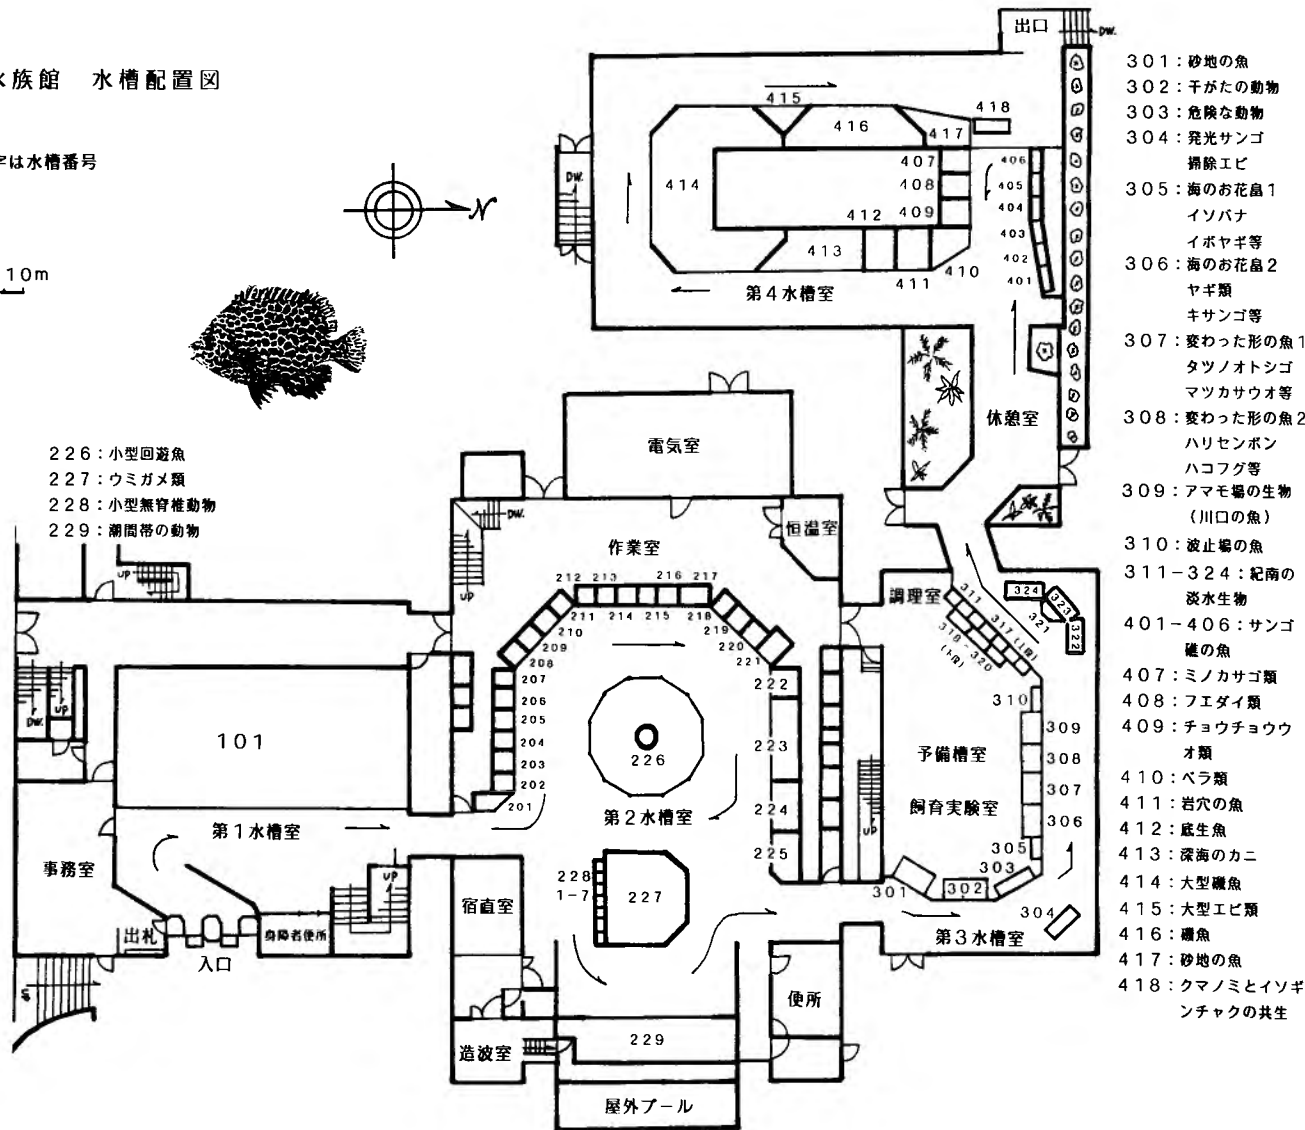 水族館　水槽配置図
字は水槽番号
N
10m
226：小型回遊魚
227：ウミガメ類
228：小型無脊椎動物
229：潮間帯の動物
301：砂地の魚
302：干がたの動物
303：危険な動物
304：発光サンゴ
掃除エビ
305：海のお花畠1
イソバナ
イボヤギ等
306：海のお花畠2
ヤギ類
キサンゴ等
307：変わった形の魚1
タツノオトシゴ
マツカサウオ等
308：変わった形の魚2
ハリセンボン
ハコフグ等
309：アマモ場の生物
（川口の魚）
310：波止場の魚
311-324：紀南の
淡水生物
401-406：サンゴ
礁の魚
407：ミノカサゴ類
408：フエダイ類
409：チョウチョウウ
オ類
410：ベラ類
411：岩穴の魚
412：底生魚
413：深海のカニ
414：大型磯魚
415：大型エビ類
416：磯魚
417：砂地の魚
418：クマノミとイソギ
ンチャクの共生
出口
DW.
415
416
417
418
414
407
408
409
412
413
411
410
406
405
404
403
402
401
DW.
第4水槽室
休憩室
電気室
恒温室
作業室
DW.
UP
UP
212 213 216 217
211 214 215 218
210
209
208
219
220
221
207
206
205
204
203
202
201
222
223
224
225
226
第2水槽室
228
1-7
227
229
屋外プール
造波室
宿直室
便所
101
第1水槽室
事務室
出札
入口
身障者便所
UP
DW.
UP
UP
調理室
311
317(上段)
318-320
(下段)
324
323
321
322
310
309
308
307
306
305
303
302
301
304
予備槽室
飼育実験室
UP
第3水槽室